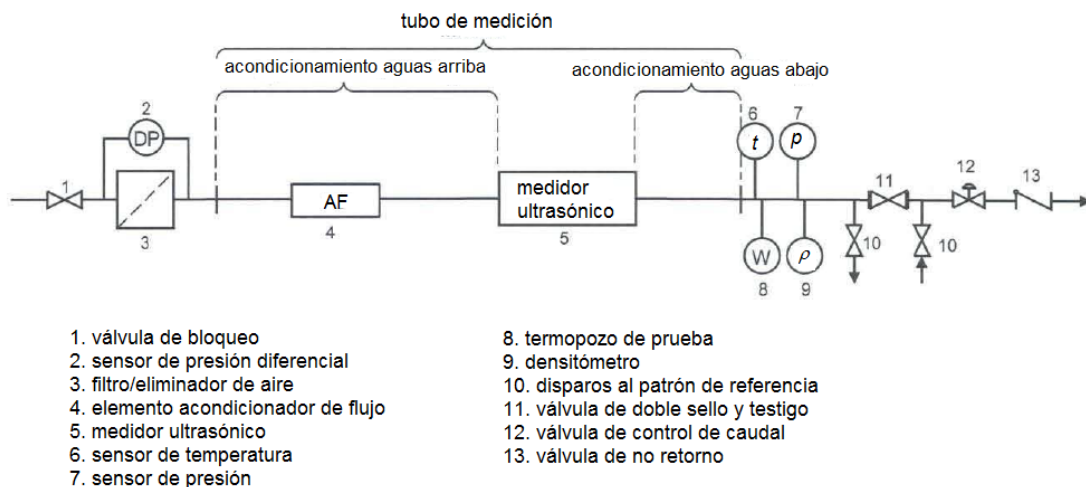 tubo de medición
acondicionamiento aguas arriba
acondicionamiento aguas abajo
2
6
7
DP
t
p
12
13
1
11
AF
medidor
ultrasónico
3
4
5
10
10
W
ρ
8
9
1. válvula de bloqueo
2. sensor de presión diferencial
3. filtro/eliminador de aire
4. elemento acondicionador de flujo
5. medidor ultrasónico
6. sensor de temperatura
7. sensor de presión
8. termopozo de prueba
9. densitómetro
10. disparos al patrón de referencia
11. válvula de doble sello y testigo
12. válvula de control de caudal
13. válvula de no retorno